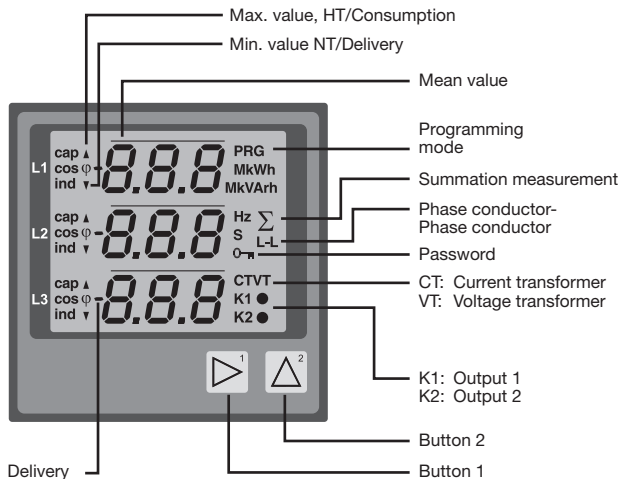 Max. value, HT/Consumption
Min. value NT/Delivery
Mean value
Programming
mode
Summation measurement
Phase conductor-
Phase conductor
Password
CT: Current transformer
VT: Voltage transformer
K1: Output 1
K2: Output 2
Button 2
Button 1
Delivery
L1
cap ▲
cos φ
ind ▼
- 8.8.8
PRG
MkWh
MkVArh
L2
cap ▲
cos φ
ind ▼
- 8.8.8
Hz Σ
S
L-L
L3
cap ▲
cos φ
ind ▼
- 8.8.8
CTVT
K1 ●
K2 ●
1
2